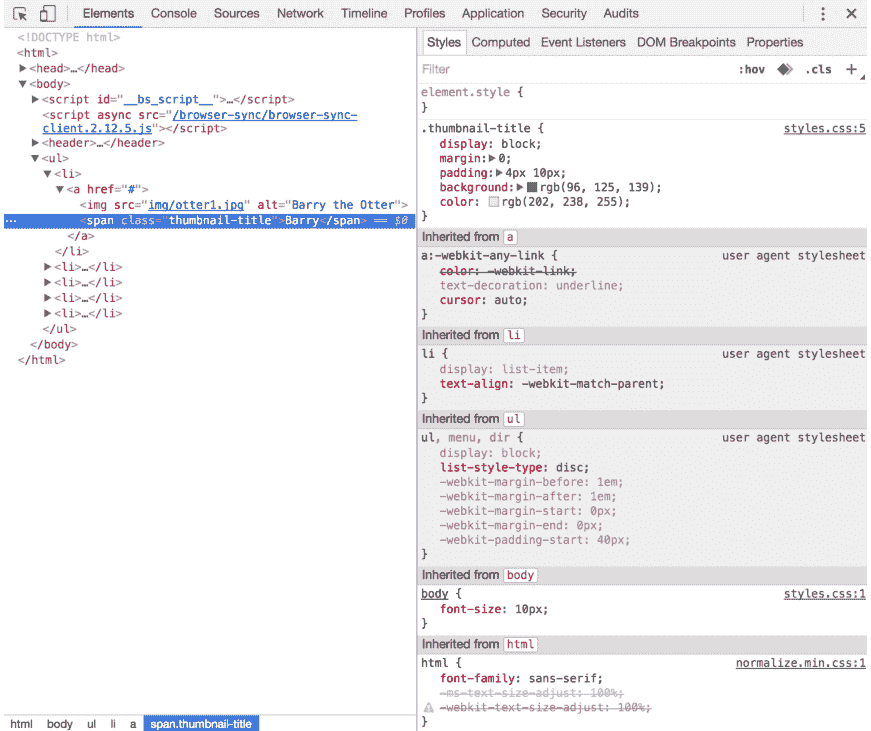 Elements Console Sources Network Timeline Profiles Application Security Audits
<!DOCTYPE html>
<html>
▶<head>…</head>
▼<body>
▶<script id="__bs_script__">…</script>
<script async src="/browser-sync/browser-sync-
client.2.12.5.js"></script>
▶<header>…</header>
▼<ul>
▼<li>
▼<a href="#">
<img src="img/otter1.jpg" alt="Barry the Otter">
… <span class="thumbnail-title">Barry</span> == $0
</a>
</li>
▶<li>…</li>
▶<li>…</li>
▶<li>…</li>
▶<li>…</li>
</ul>
</body>
</html>
html body ul li a span.thumbnail-title
Styles Computed Event Listeners DOM Breakpoints Properties
Filter :hov .cls +
element.style {
}
.thumbnail-title { styles.css:5
display: block;
margin:▶0;
padding:▶4px 10px;
background:▶rgb(96, 125, 139);
color: rgb(202, 238, 255);
}
Inherited from a
a:-webkit-any-link { user agent stylesheet
color: -webkit-link;
text-decoration: underline;
cursor: auto;
}
Inherited from li
li { user agent stylesheet
display: list-item;
text-align: -webkit-match-parent;
}
Inherited from ul
ul, menu, dir { user agent stylesheet
display: block;
list-style-type: disc;
-webkit-margin-before: 1em;
-webkit-margin-after: 1em;
-webkit-margin-start: 0px;
-webkit-margin-end: 0px;
-webkit-padding-start: 40px;
}
Inherited from body
body { styles.css:1
font-size: 10px;
}
Inherited from html
html { normalize.min.css:1
font-family: sans-serif;
-ms-text-size-adjust: 100%;
-webkit-text-size-adjust: 100%;
}